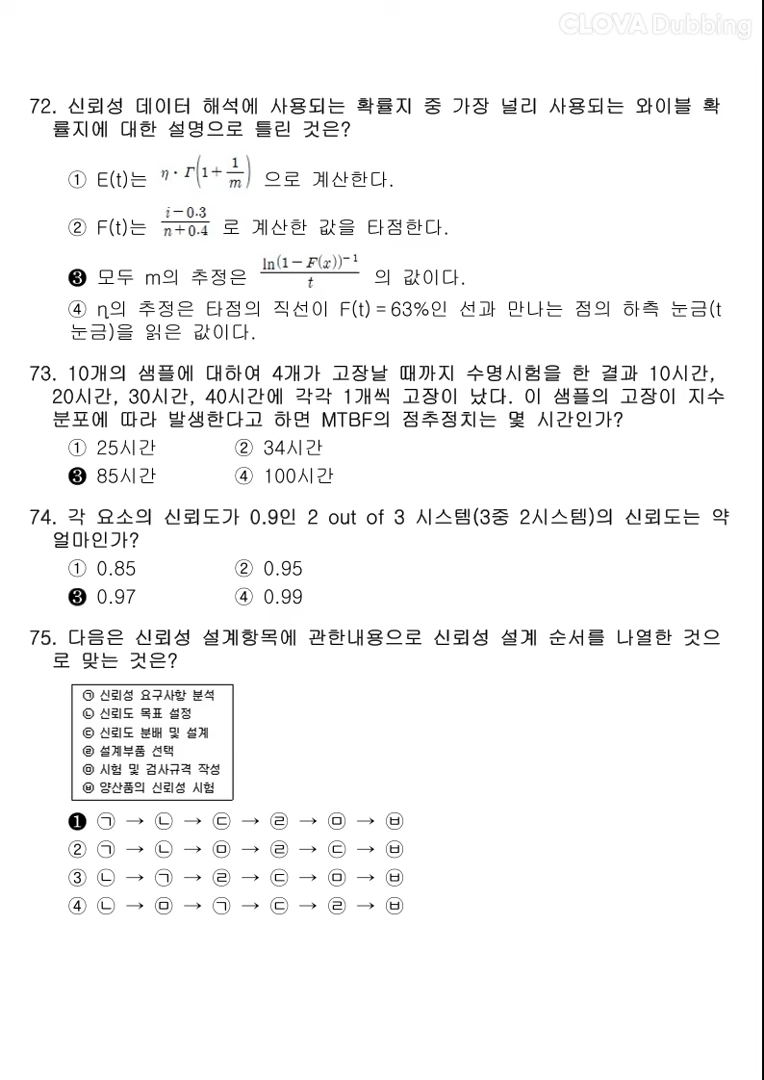 CLOVA Dubbing
72. 신뢰성 데이터 해석에 사용되는 확률지 중 가장 널리 사용되는 와이블 확
률지에 대한 설명으로 틀린 것은?
① E(t)는 η·Γ(1+1/m) 으로 계산한다.
② F(t)는 i-0.3/n+0.4 로 계산한 값을 타점한다.
❸ 모두 m의 추정은 ln(1-F(x))⁻¹/t 의 값이다.
④ η의 추정은 타점의 직선이 F(t)=63%인 선과 만나는 점의 하측 눈금(t
눈금)을 읽은 값이다.
73. 10개의 샘플에 대하여 4개가 고장날 때까지 수명시험을 한 결과 10시간,
20시간, 30시간, 40시간에 각각 1개씩 고장이 났다. 이 샘플의 고장이 지수
분포에 따라 발생한다고 하면 MTBF의 점추정치는 몇 시간인가?
① 25시간 ② 34시간
❸ 85시간 ④ 100시간
74. 각 요소의 신뢰도가 0.9인 2 out of 3 시스템(3중 2시스템)의 신뢰도는 약
얼마인가?
① 0.85 ② 0.95
❸ 0.97 ④ 0.99
75. 다음은 신뢰성 설계항목에 관한내용으로 신뢰성 설계 순서를 나열한 것으
로 맞는 것은?
㉠ 신뢰성 요구사항 분석
㉡ 신뢰도 목표 설정
㉢ 신뢰도 분배 및 설계
㉣ 설계부품 선택
㉤ 시험 및 검사규격 작성
㉥ 양산품의 신뢰성 시험
❶ ㉠ → ㉡ → ㉢ → ㉣ → ㉤ → ㉥
② ㉠ → ㉡ → ㉤ → ㉣ → ㉢ → ㉥
③ ㉡ → ㉠ → ㉣ → ㉢ → ㉤ → ㉥
④ ㉡ → ㉤ → ㉠ → ㉢ → ㉣ → ㉥